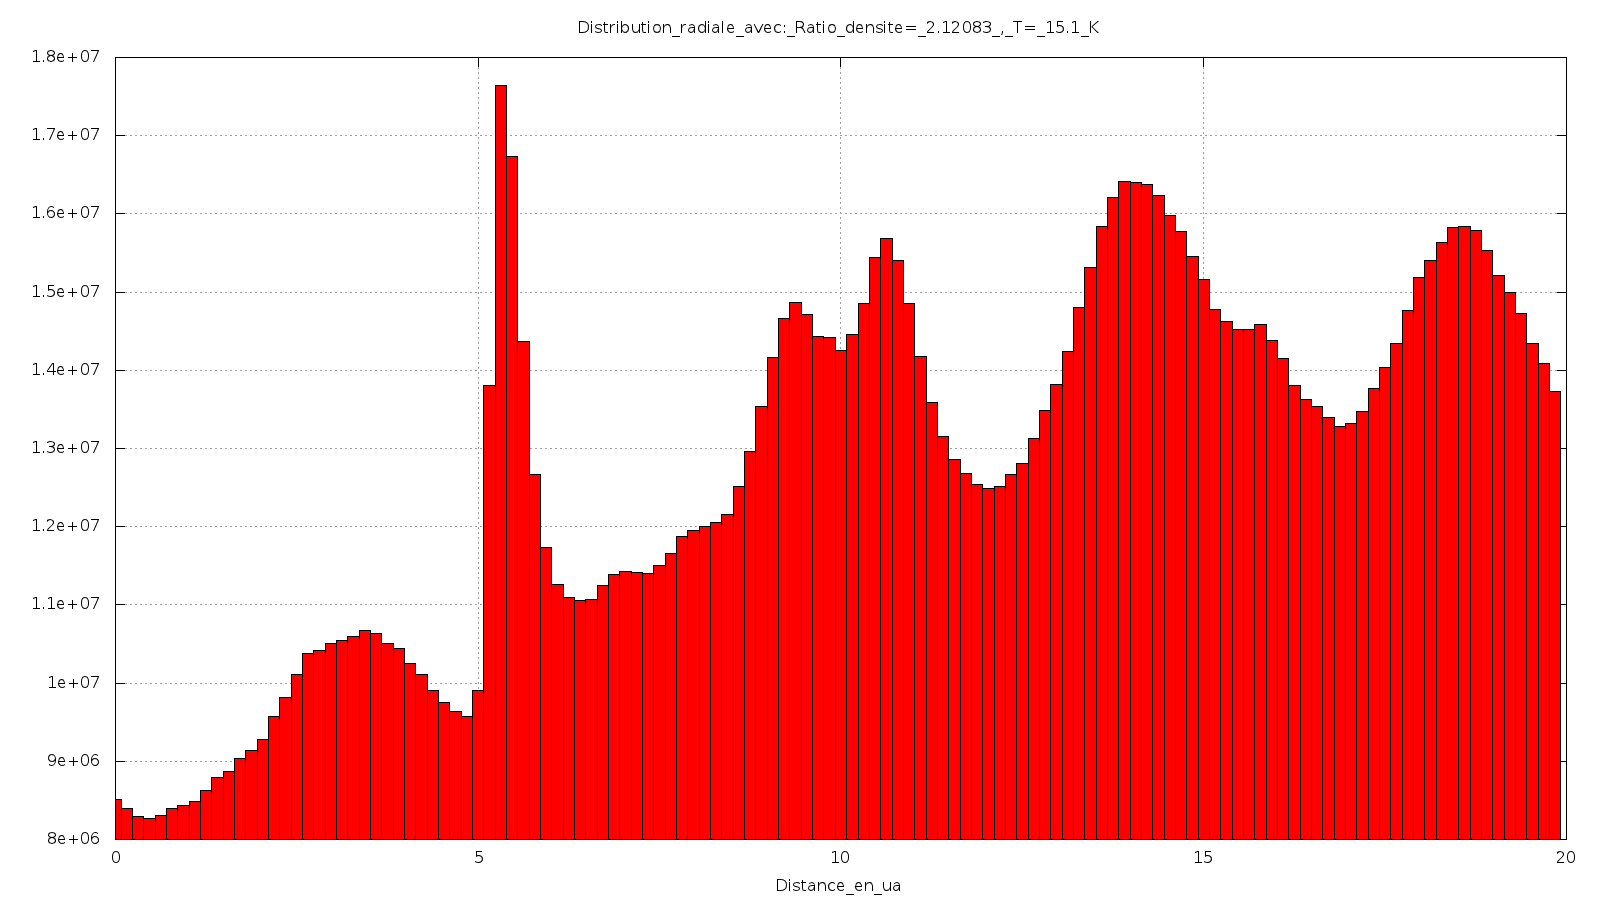 Distribution_radiale_avec:_Ratio_densite=_2.12083_,_T=_15.1_K
1.8e+07
1.7e+07
1.6e+07
1.5e+07
1.4e+07
1.3e+07
1.2e+07
1.1e+07
1e+07
9e+06
8e+06
0 5 10 15 20
Distance_en_ua